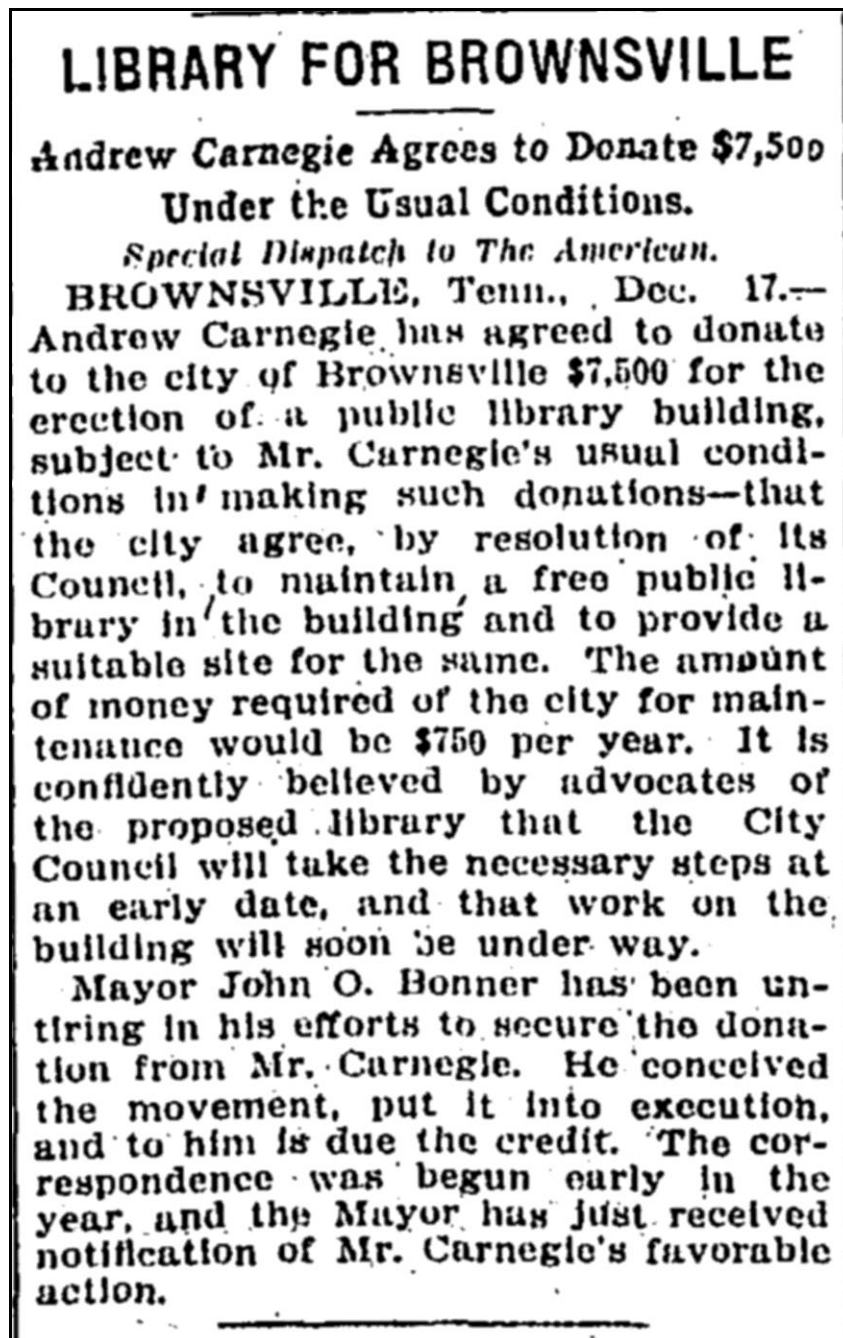 LIBRARY FOR BROWNSVILLE
Andrew Carnegie Agrees to Donate $7,500
Under the Usual Conditions.
Special Dispatch to The American.
BROWNSVILLE, Tenn., Dec. 17.—
Andrew Carnegie has agreed to donate
to the city of Brownsville $7,500 for the
erection of a public library building,
subject to Mr. Carnegie's usual condi-
tions in making such donations—that
the city agree, by resolution of its
Council, to maintain a free public li-
brary in the building and to provide a
suitable site for the same. The amount
of money required of the city for main-
tenance would be $750 per year. It is
confidently believed by advocates of
the proposed library that the City
Council will take the necessary steps at
an early date, and that work on the
building will soon be under way.
Mayor John O. Bonner has been un-
tiring in his efforts to secure the dona-
tion from Mr. Carnegie. He conceived
the movement, put it into execution,
and to him is due the credit. The cor-
respondence was begun early in the
year, and the Mayor has just received
notification of Mr. Carnegie's favorable
action.